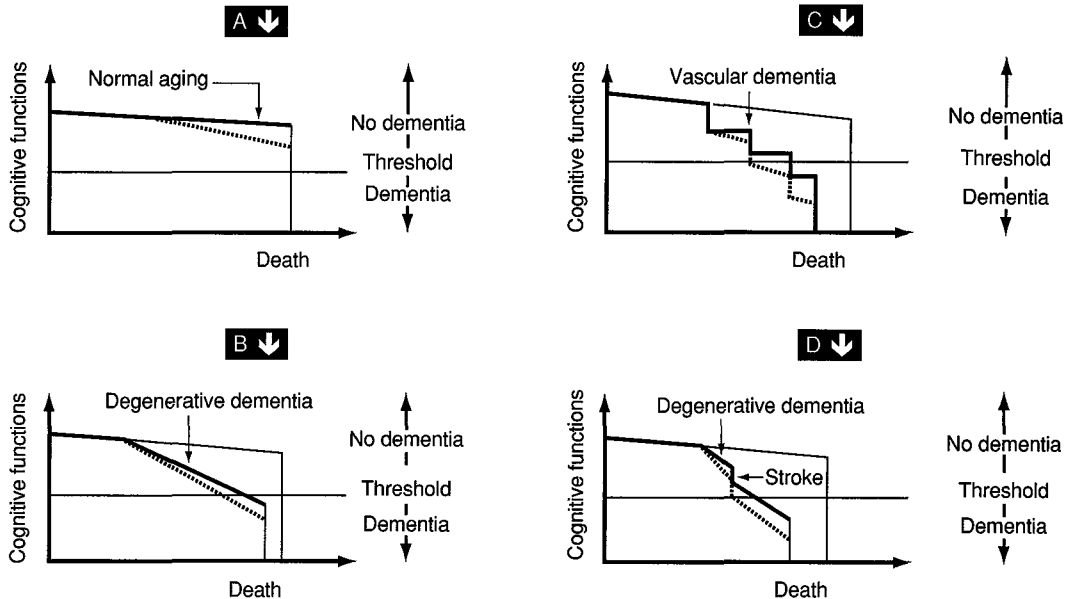 A
Cognitive functions
Normal aging
No dementia
Threshold
Dementia
Death
C
Cognitive functions
Vascular dementia
No dementia
Threshold
Dementia
Death
B
Cognitive functions
Degenerative dementia
No dementia
Threshold
Dementia
Death
D
Cognitive functions
Degenerative dementia
Stroke
No dementia
Threshold
Dementia
Death